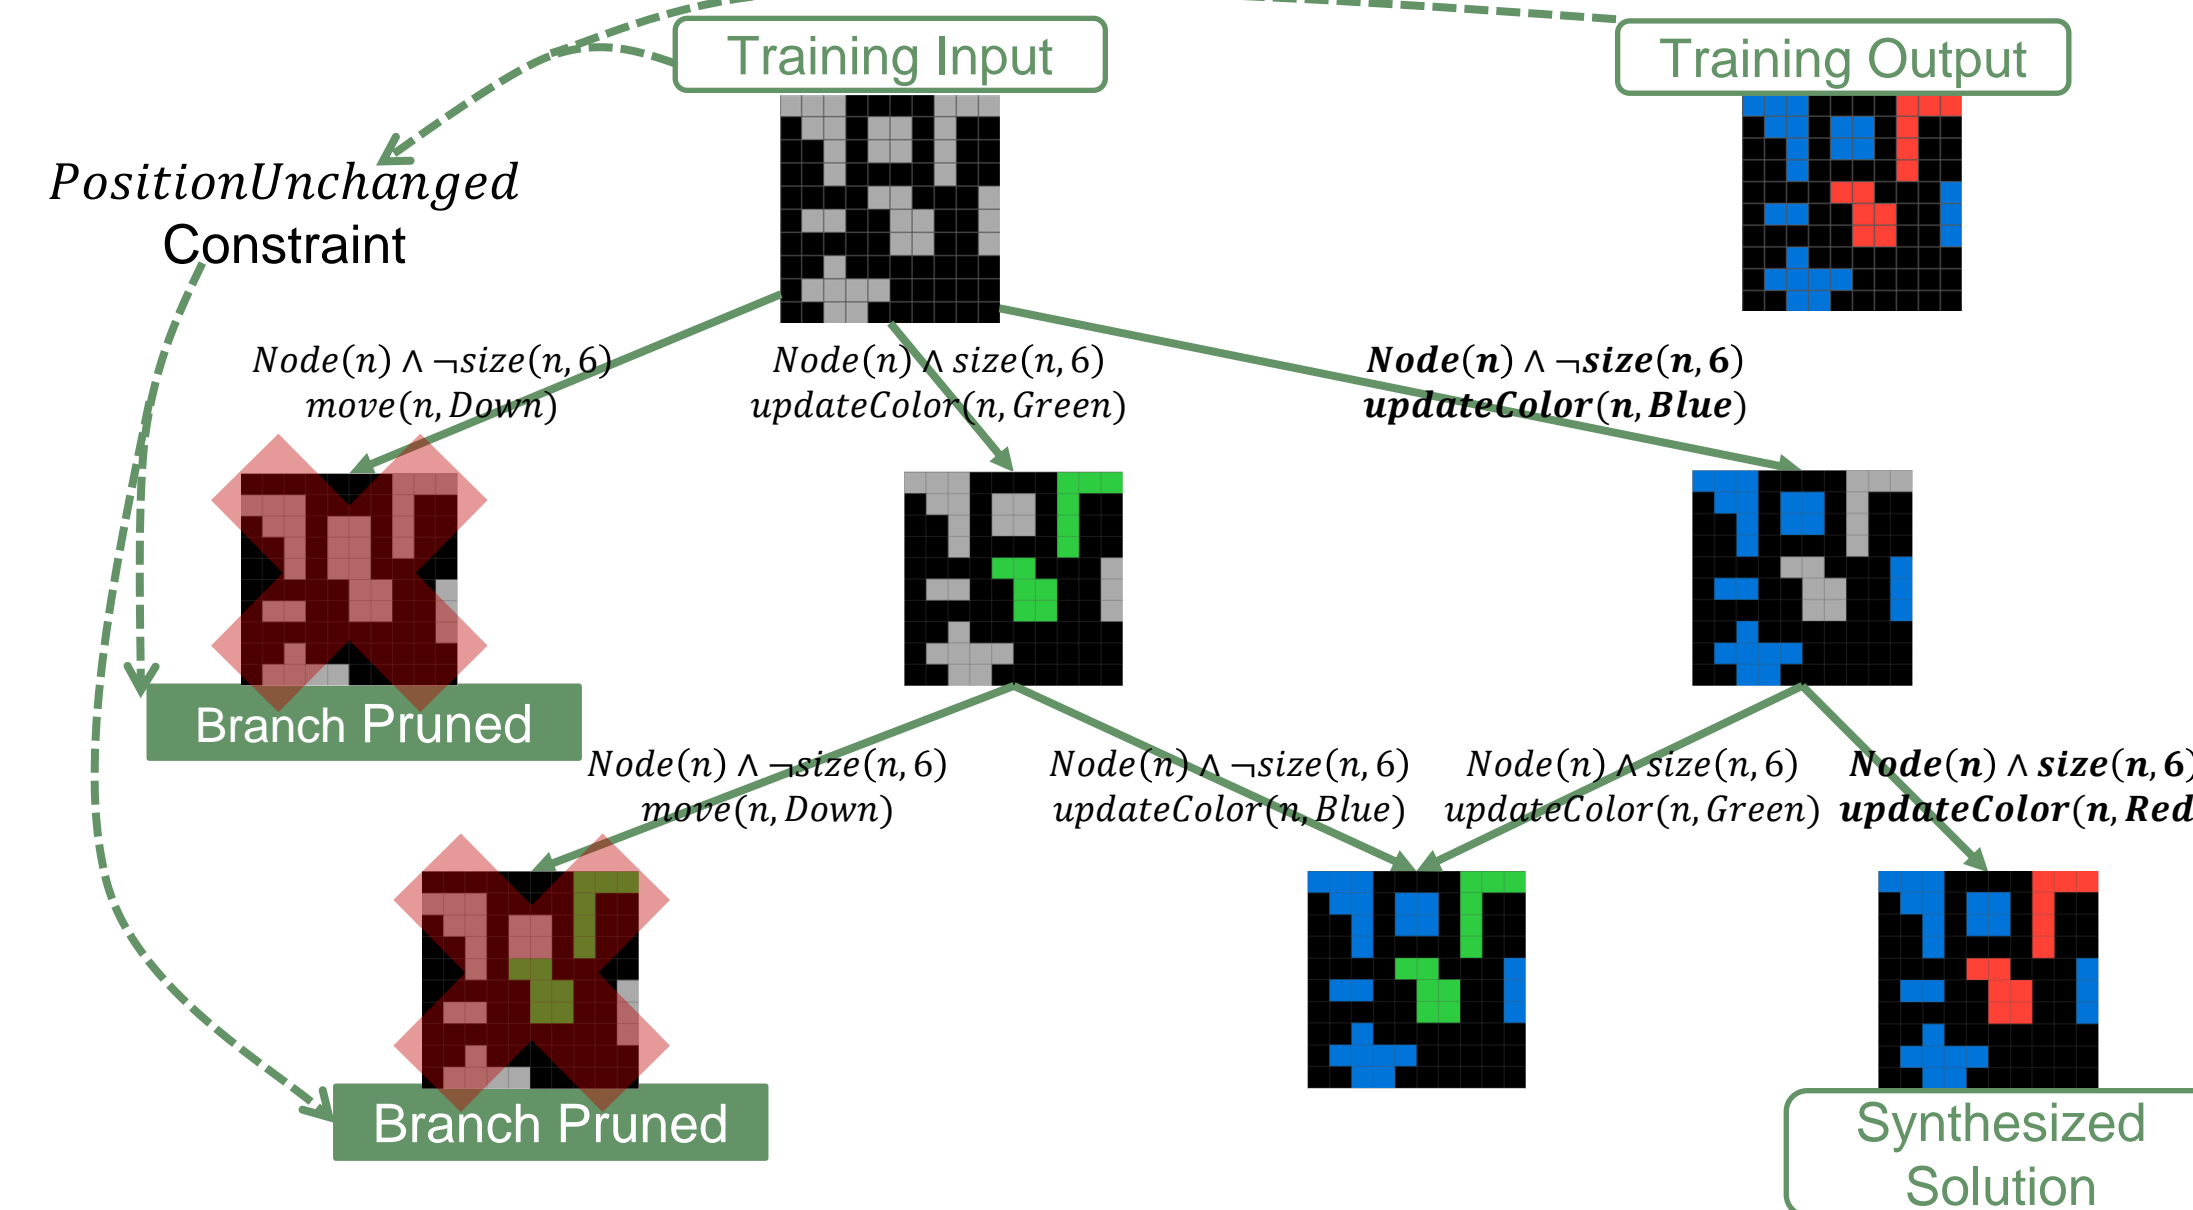 Training Input
Training Output
PositionUnchanged
Constraint
Node(n) ∧ ¬size(n, 6)
move(n, Down)
Node(n) ∧ size(n, 6)
updateColor(n, Green)
Node(n) ∧ ¬size(n, 6)
updateColor(n, Blue)
Branch Pruned
Node(n) ∧ ¬size(n, 6)
move(n, Down)
Node(n) ∧ ¬size(n, 6)
updateColor(n, Blue)
Node(n) ∧ size(n, 6)
updateColor(n, Green)
Node(n) ∧ size(n, 6)
updateColor(n, Red
Branch Pruned
Synthesized
Solution